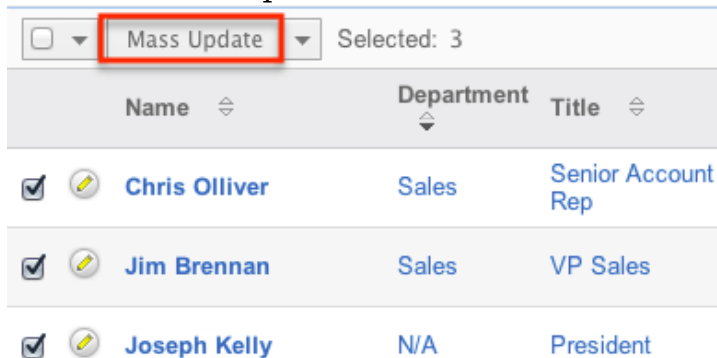 Mass Update Selected: 3
Name Department Title
Chris Olliver Sales Senior Account
Rep
Jim Brennan Sales VP Sales
Joseph Kelly N/A President